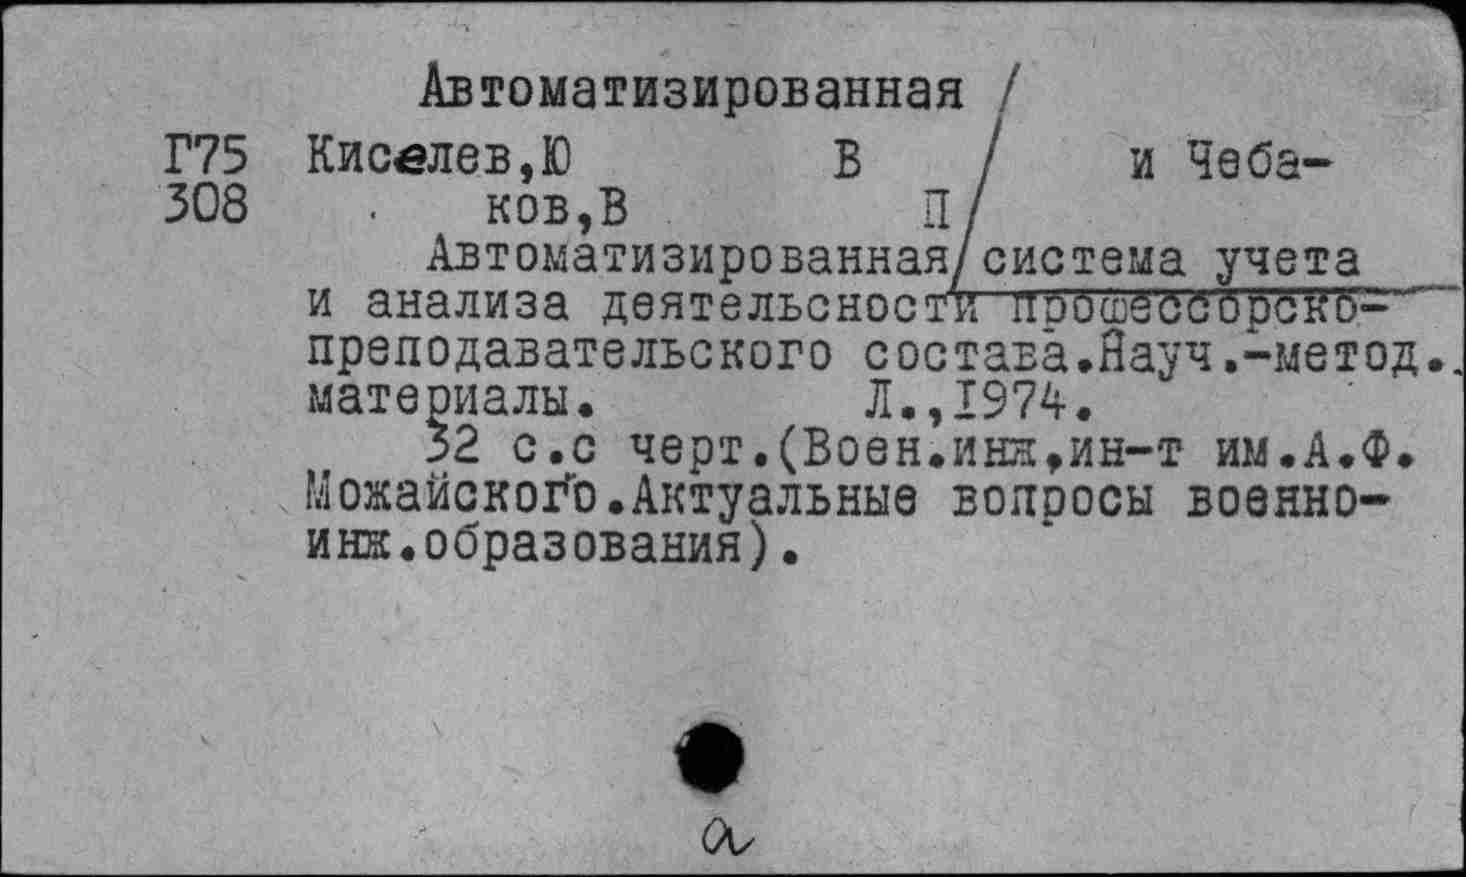 Автоматизированная
Г75 Киселев,Ю В и Чеба-
308 ков,В П
Автоматизированная система учета
и анализа деятельсности профессорско-
преподавательского состава.Науч.-метод.
материалы. Л.,1974.
32 с.с черт.(Воен.инж,ин-т им.А.Ф.
Можайского.Актуальные вопросы военно-
инж.образования).